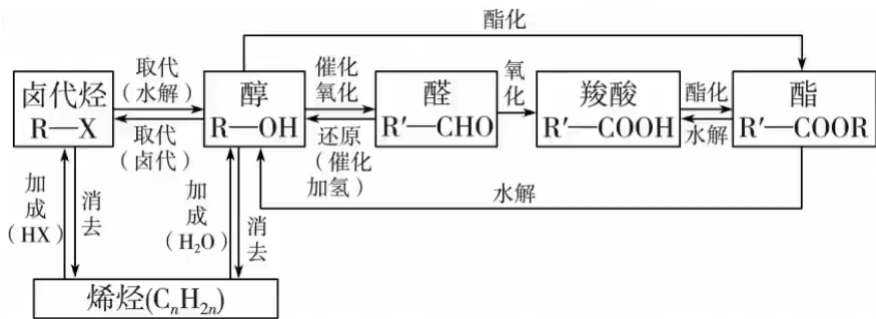 酯化
取代
（水解）
催化
氧化
氧化
酯化
卤代烃
R—X
醇
R—OH
醛
R′—CHO
羧酸
R′—COOH
酯
R′—COOR
取代
（卤代）
还原
（催化
加氢）
水解
水解
加成
（HX）
消去
加成
（H₂O）
消去
烯烃(CₙH₂ₙ)